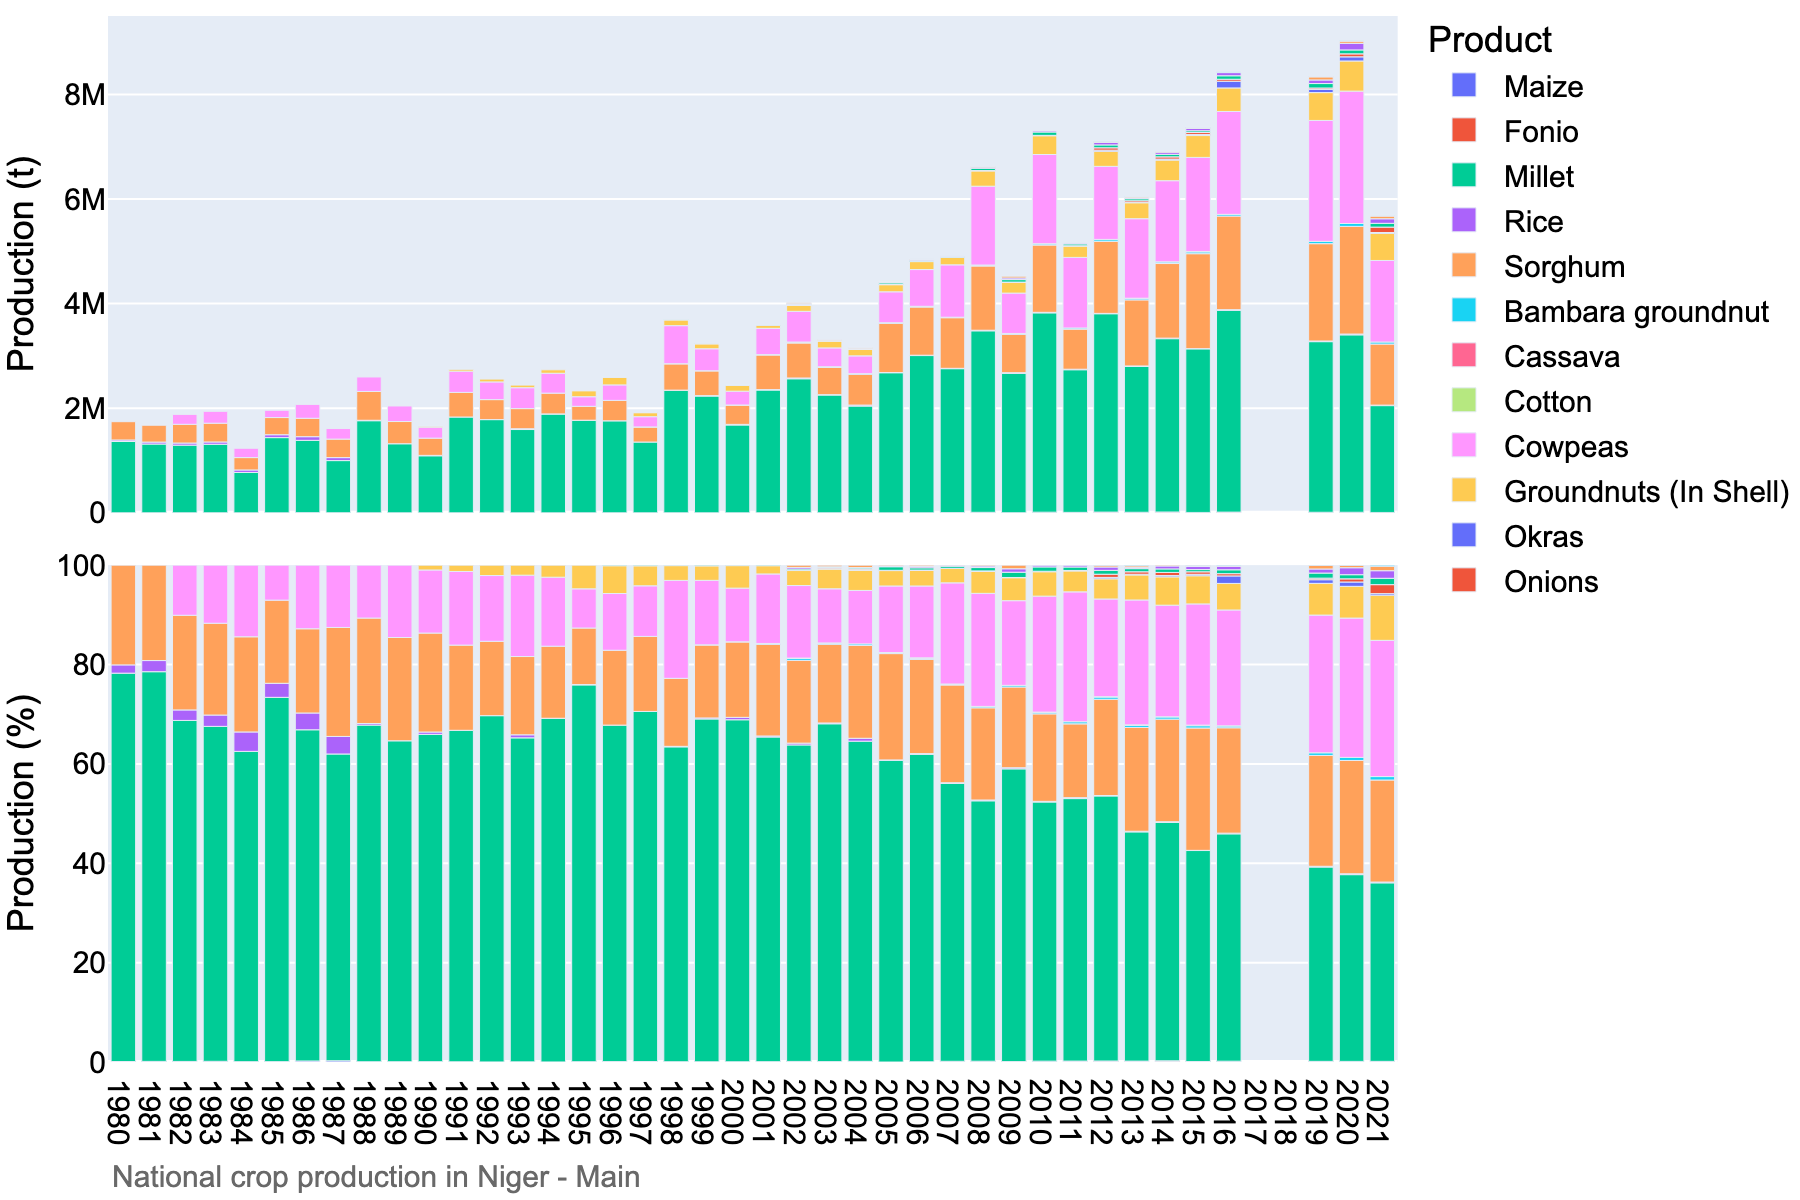 Production (t)
8M
6M
4M
2M
0
Production (%)
100
80
60
40
20
0
1980
1981
1982
1983
1984
1985
1986
1987
1988
1989
1990
1991
1992
1993
1994
1995
1996
1997
1998
1999
2000
2001
2002
2003
2004
2005
2006
2007
2008
2009
2010
2011
2012
2013
2014
2015
2016
2017
2018
2019
2020
2021
National crop production in Niger - Main
Product
Maize
Fonio
Millet
Rice
Sorghum
Bambara groundnut
Cassava
Cotton
Cowpeas
Groundnuts (In Shell)
Okras
Onions